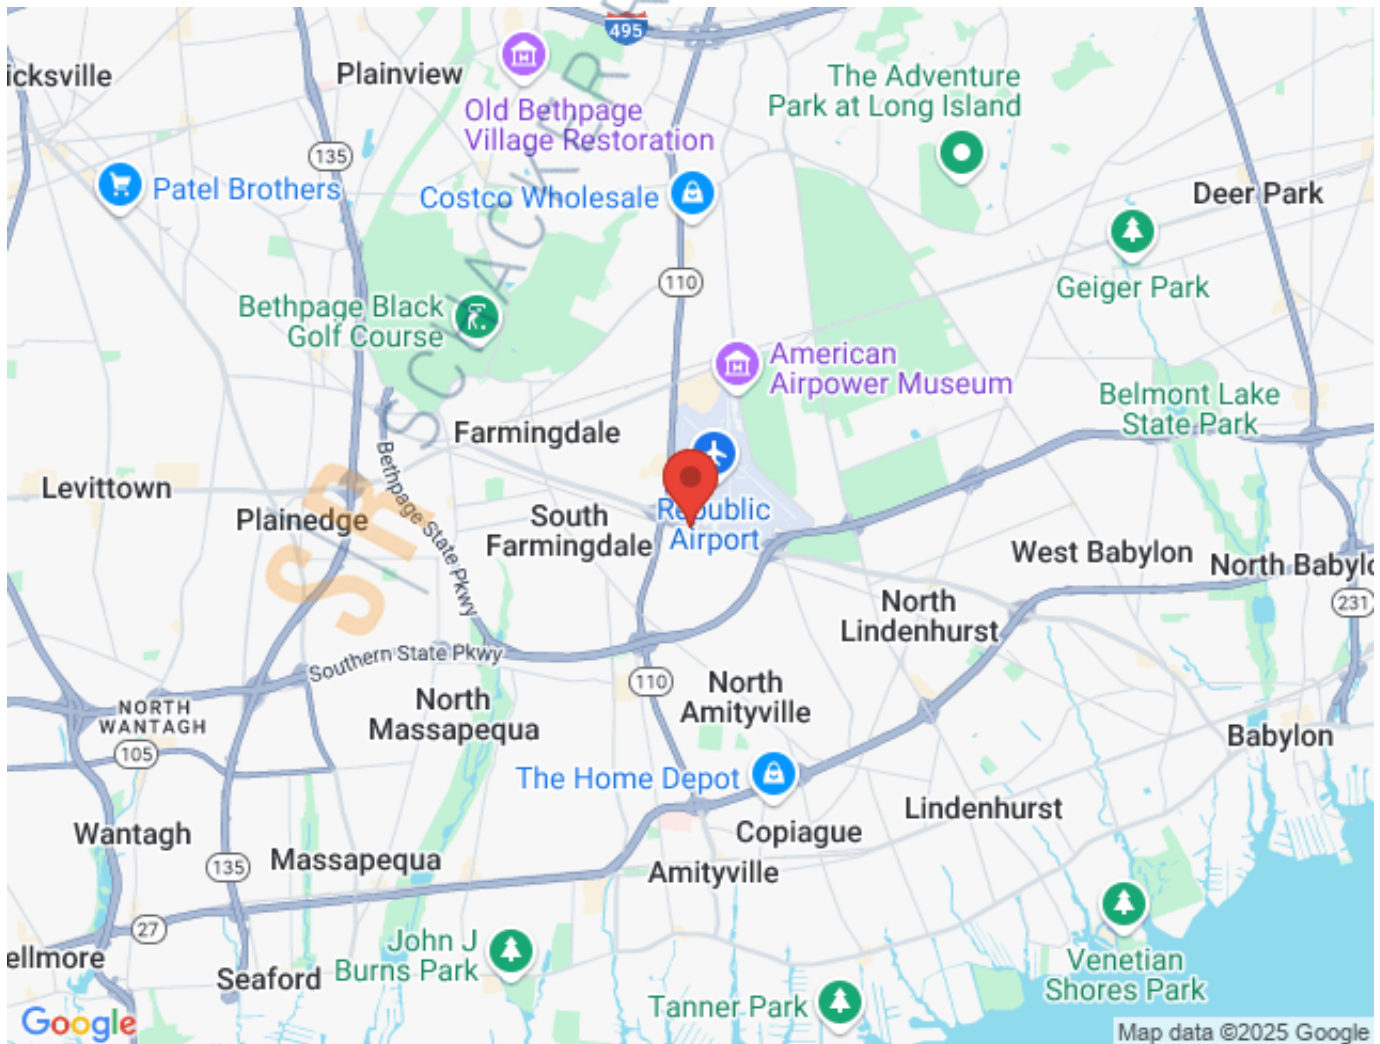 495
icksville
Plainview
The Adventure
Park at Long Island
Old Bethpage
Village Restoration
135
Patel Brothers
Costco Wholesale
Deer Park
110
Geiger Park
Bethpage Black
Golf Course
SCHACKER R
American
Airpower Museum
Belmont Lake
State Park
Farmingdale
Bethpage State Pkwy
Levittown
Plainedge
SR
South
Farmingdale
Republic
Airport
West Babylon
North Babylo
231
North
Lindenhurst
Southern State Pkwy
110
North
Amityville
North
Massapequa
NORTH
WANTAGH
105
Babylon
The Home Depot
Lindenhurst
Copiague
Wantagh
Massapequa
135
Amityville
27
John J
Burns Park
ellmore
Seaford
Venetian
Shores Park
Tanner Park
Google
Map data ©2025 Google